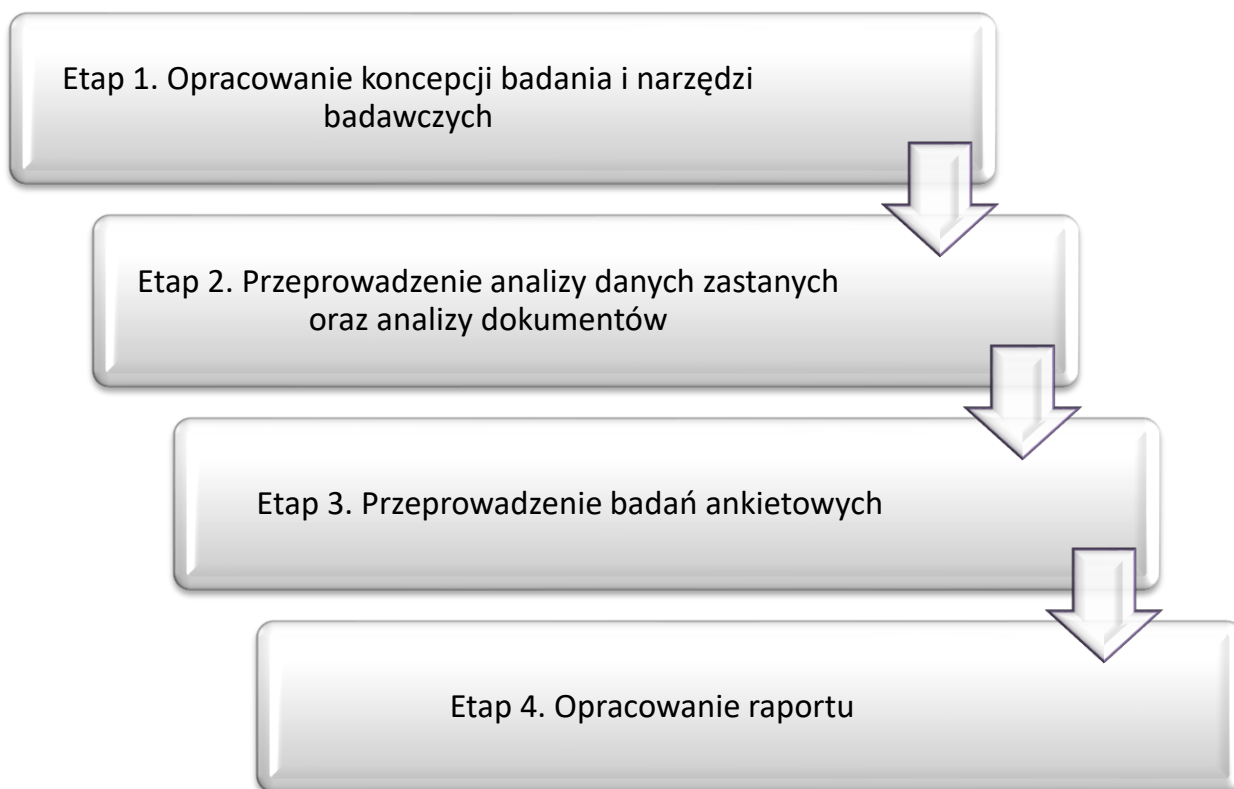 Etap 1. Opracowanie koncepcji badania i narzędzi
badawczych
Etap 2. Przeprowadzenie analizy danych zastanych
oraz analizy dokumentów
Etap 3. Przeprowadzenie badań ankietowych
Etap 4. Opracowanie raportu